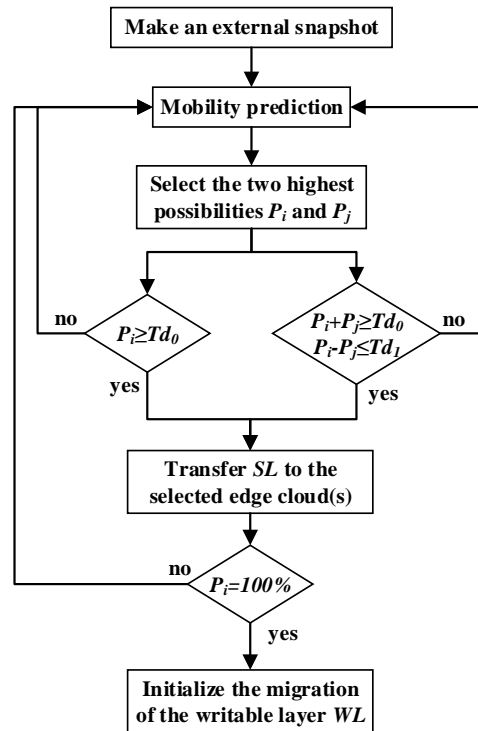 Make an external snapshot
Mobility prediction
Select the two highest
possibilities Pᵢ and Pⱼ
no
Pᵢ≥Td₀
Pᵢ+Pⱼ≥Td₀
no
Pᵢ-Pⱼ≤Td₁
yes
yes
Transfer SL to the
selected edge cloud(s)
no
Pᵢ=100%
yes
Initialize the migration
of the writable layer WL